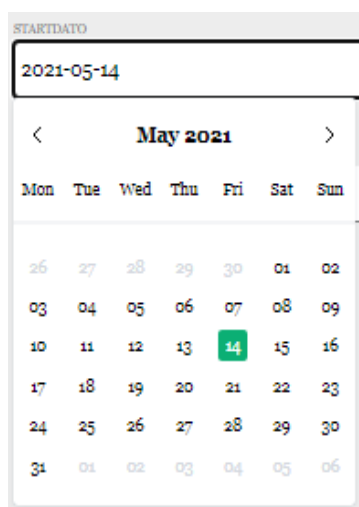 STARTDATO
2021-05-14
May 2021
Mon Tue Wed Thu Fri Sat Sun
26 27 28 29 30 01 02
03 04 05 06 07 08 09
10 11 12 13 14 15 16
17 18 19 20 21 22 23
24 25 26 27 28 29 30
31 01 02 03 04 05 06